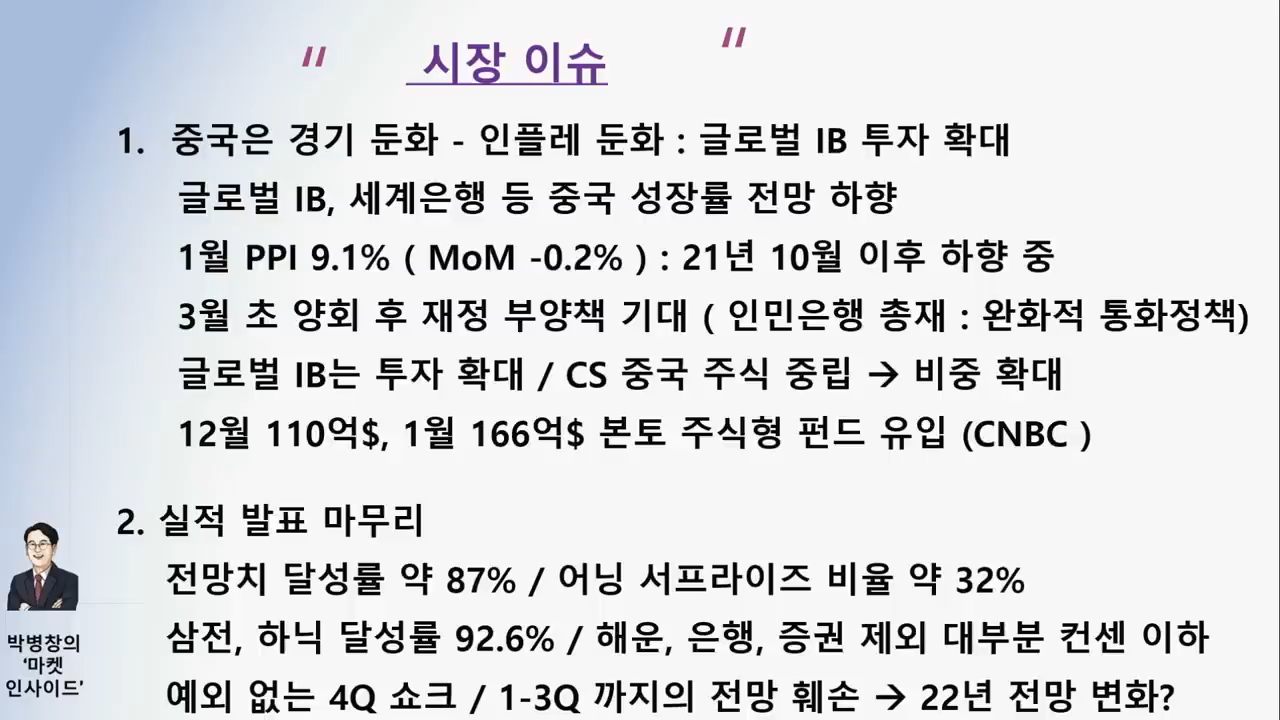 " 시장 이슈 "
1. 중국은 경기 둔화 - 인플레 둔화 : 글로벌 IB 투자 확대
글로벌 IB, 세계은행 등 중국 성장률 전망 하향
1월 PPI 9.1% ( MoM -0.2% ) : 21년 10월 이후 하향 중
3월 초 양회 후 재정 부양책 기대 ( 인민은행 총재 : 완화적 통화정책)
글로벌 IB는 투자 확대 / CS 중국 주식 중립 → 비중 확대
12월 110억$, 1월 166억$ 본토 주식형 펀드 유입 (CNBC )
2. 실적 발표 마무리
전망치 달성률 약 87% / 어닝 서프라이즈 비율 약 32%
삼전, 하닉 달성률 92.6% / 해운, 은행, 증권 제외 대부분 컨센 이하
예외 없는 4Q 쇼크 / 1-3Q 까지의 전망 훼손 → 22년 전망 변화?
박병창의
‘마켓
인사이드’